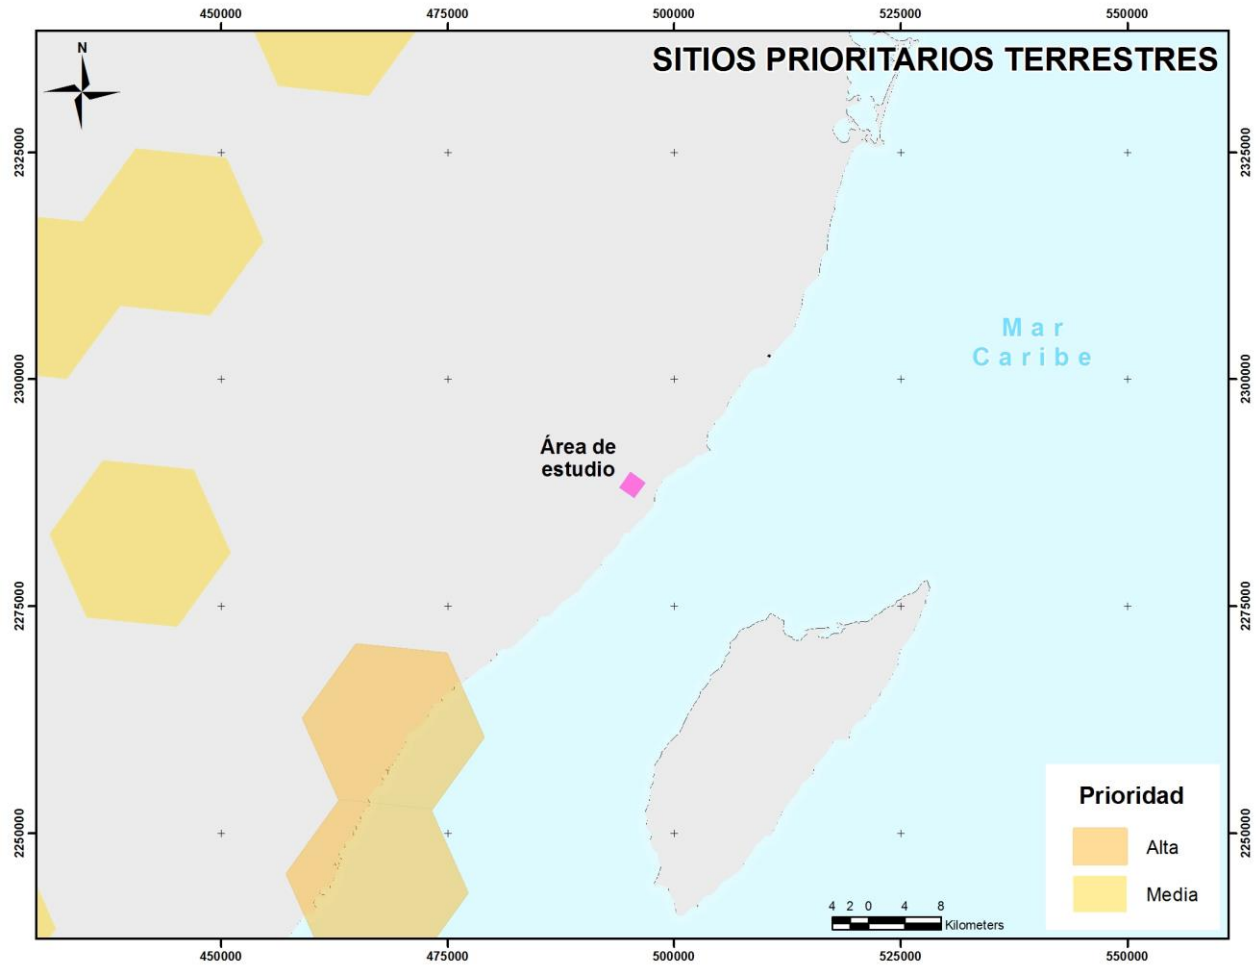 450000 475000 500000 525000 550000
N
SITIOS PRIORITARIOS TERRESTRES
2325000 2325000
Mar
Caribe
2300000 2300000
Área de
estudio
2275000 2275000
Prioridad
2250000 2250000
Alta
Media
4 2 0 4 8
Kilometers
450000 475000 500000 525000 550000